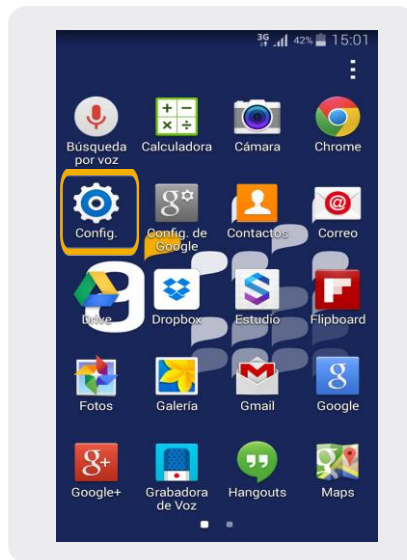 3G 42% 15:01
Búsqueda
por voz
Calculadora
Cámara
Chrome
Config.
Config. de
Google
Contactos
Correo
Drive
Dropbox
Estudio
Flipboard
Fotos
Galería
Gmail
Google
Google+
Grabadora
de Voz
Hangouts
Maps